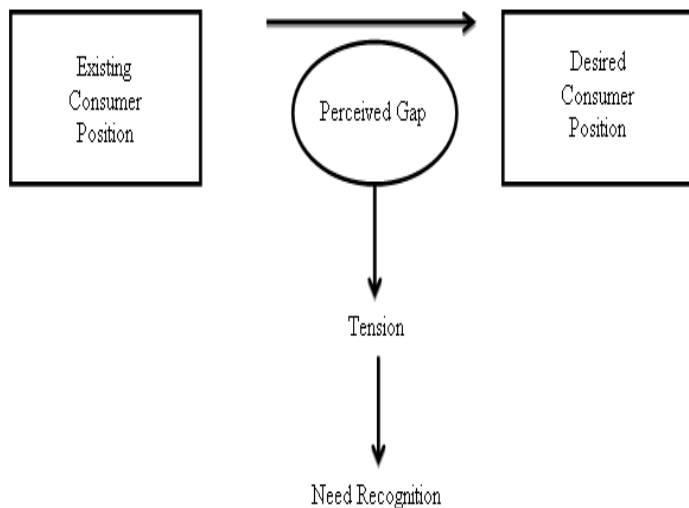 Existing
Consumer
Position
Perceived Gap
Desired
Consumer
Position
Tension
Need Recognition